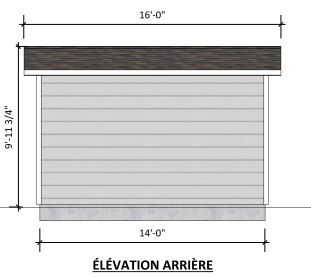 16'-0"
9'-11 3/4"
14'-0"
ÉLÉVATION ARRIÈRE